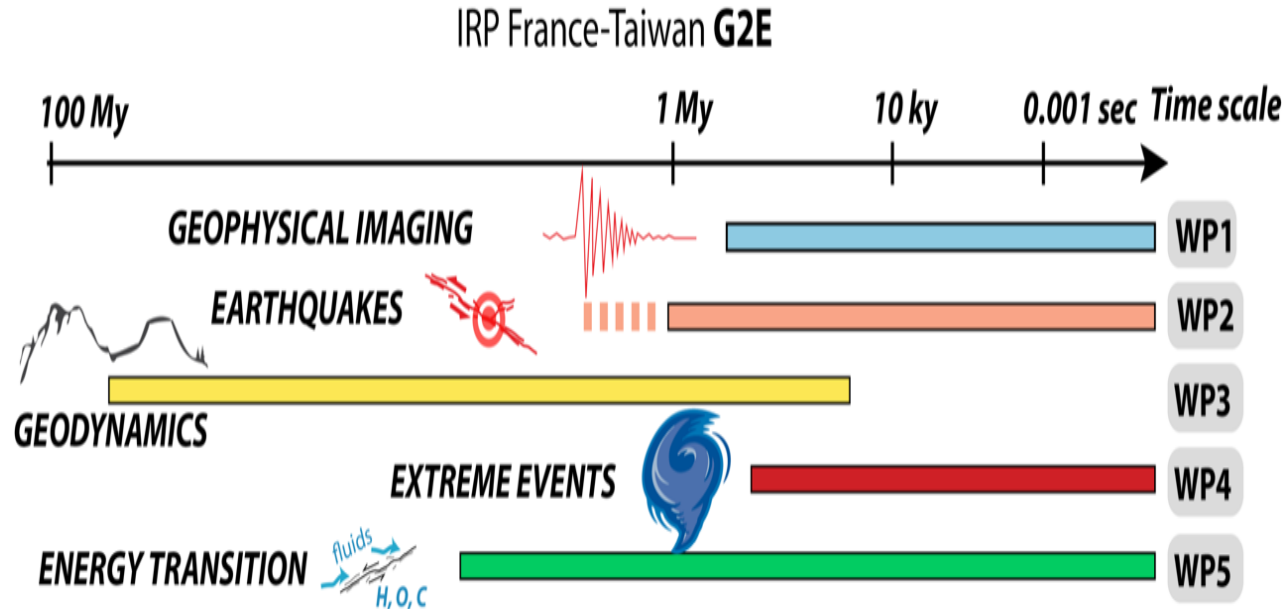 IRP France-Taiwan G2E
100 My 1 My 10 ky 0.001 sec Time scale
GEOPHYSICAL IMAGING WP1
EARTHQUAKES WP2
WP3
GEODYNAMICS
EXTREME EVENTS WP4
fluids
ENERGY TRANSITION WP5
H, O, C